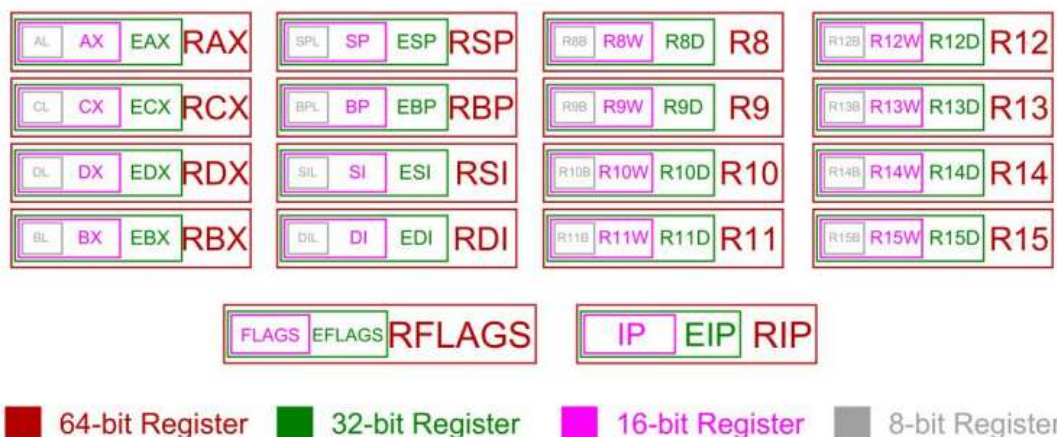 AL AX EAX RAX SPL SP ESP RSP R8B R8W R8D R8 R12B R12W R12D R12
CL CX ECX RCX BPL BP EBP RBP R9B R9W R9D R9 R13B R13W R13D R13
DL DX EDX RDX SIL SI ESI RSI R10B R10W R10D R10 R14B R14W R14D R14
BL BX EBX RBX DIL DI EDI RDI R11B R11W R11D R11 R15B R15W R15D R15
FLAGS EFLAGS RFLAGS IP EIP RIP
64-bit Register 32-bit Register 16-bit Register 8-bit Register